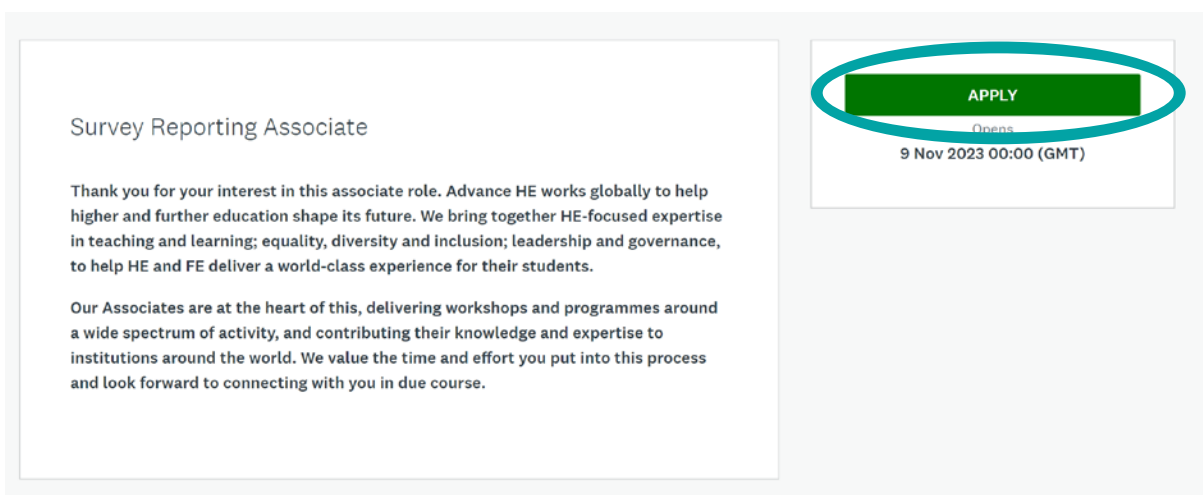 Survey Reporting Associate
Thank you for your interest in this associate role. Advance HE works globally to help
higher and further education shape its future. We bring together HE-focused expertise
in teaching and learning; equality, diversity and inclusion; leadership and governance,
to help HE and FE deliver a world-class experience for their students.
Our Associates are at the heart of this, delivering workshops and programmes around
a wide spectrum of activity, and contributing their knowledge and expertise to
institutions around the world. We value the time and effort you put into this process
and look forward to connecting with you in due course.
APPLY
Opens
9 Nov 2023 00:00 (GMT)